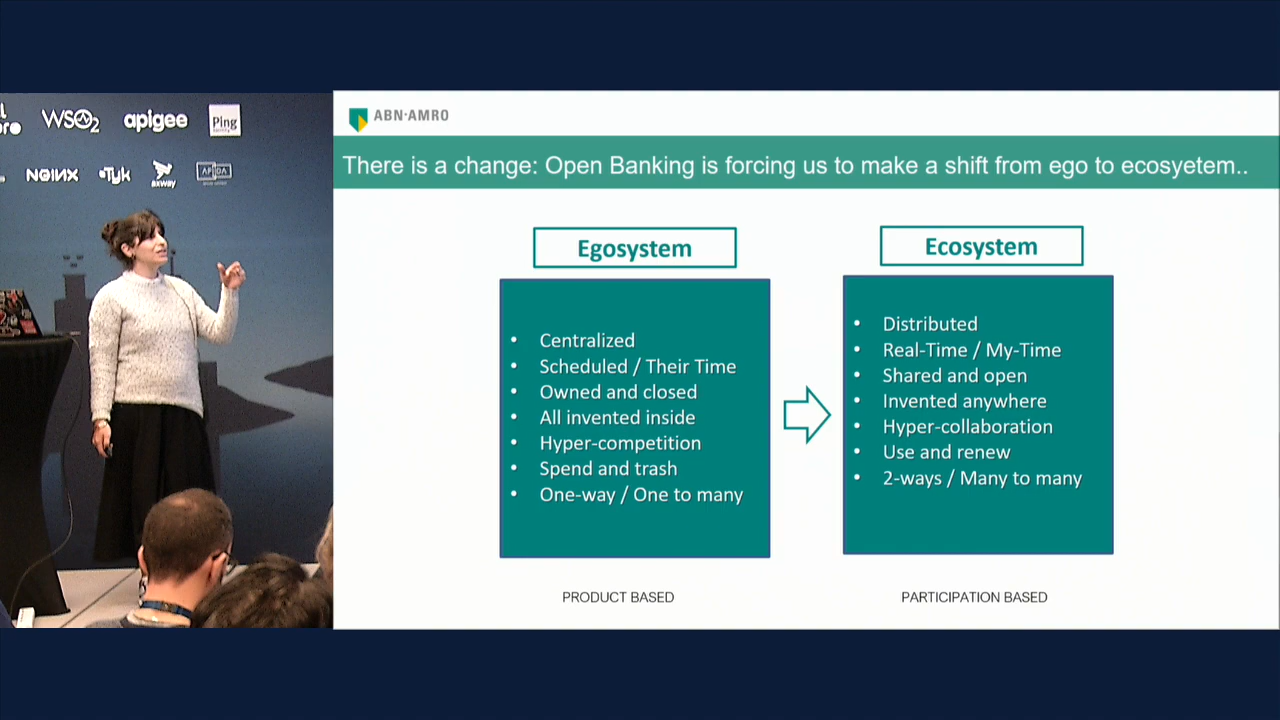 WSO2
apigee
Ping
NGINX
Tyk
axway
ABN·AMRO
There is a change: Open Banking is forcing us to make a shift from ego to ecosyetem..
Egosystem
• Centralized
• Scheduled / Their Time
• Owned and closed
• All invented inside
• Hyper-competition
• Spend and trash
• One-way / One to many
PRODUCT BASED
Ecosystem
• Distributed
• Real-Time / My-Time
• Shared and open
• Invented anywhere
• Hyper-collaboration
• Use and renew
• 2-ways / Many to many
PARTICIPATION BASED